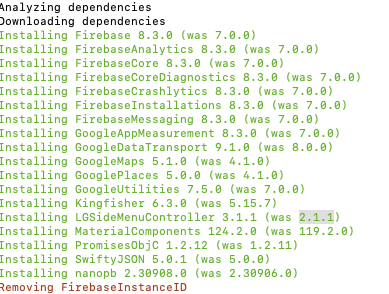 Analyzing dependencies
Downloading dependencies
Installing Firebase 8.3.0 (was 7.0.0)
Installing FirebaseAnalytics 8.3.0 (was 7.0.0)
Installing FirebaseCore 8.3.0 (was 7.0.0)
Installing FirebaseCoreDiagnostics 8.3.0 (was 7.0.0)
Installing FirebaseCrashlytics 8.3.0 (was 7.0.0)
Installing FirebaseInstallations 8.3.0 (was 7.0.0)
Installing FirebaseMessaging 8.3.0 (was 7.0.0)
Installing GoogleAppMeasurement 8.3.0 (was 7.0.0)
Installing GoogleDataTransport 9.1.0 (was 8.0.0)
Installing GoogleMaps 5.1.0 (was 4.1.0)
Installing GooglePlaces 5.0.0 (was 4.1.0)
Installing GoogleUtilities 7.5.0 (was 7.0.0)
Installing Kingfisher 6.3.0 (was 5.15.7)
Installing LGSideMenuController 3.1.1 (was 2.1.1)
Installing MaterialComponents 124.2.0 (was 119.2.0)
Installing PromisesObjC 1.2.12 (was 1.2.11)
Installing SwiftyJSON 5.0.1 (was 5.0.0)
Installing nanopb 2.30908.0 (was 2.30906.0)
Removing FirebaseInstanceID